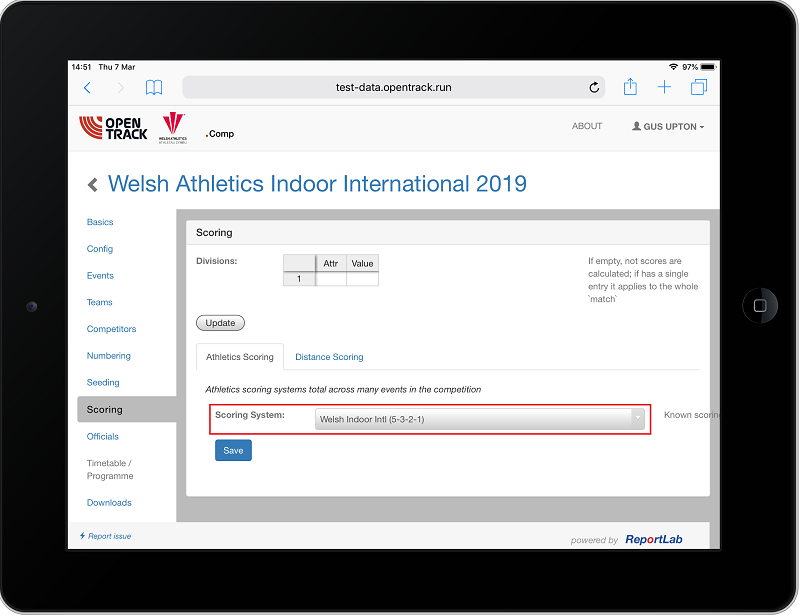 14:51 Thu 7 Mar 97%
test-data.opentrack.run
OPEN
TRACK
WELSH ATHLETICS
ATHLETAU CYMRU
.Comp
ABOUT
GUS UPTON
Welsh Athletics Indoor International 2019
Basics
Config
Events
Teams
Competitors
Numbering
Seeding
Scoring
Officials
Timetable /
Programme
Downloads
Scoring
Divisions:
Attr Value
1
If empty, not scores are
calculated; if has a single
entry it applies to the whole
`match`
Update
Athletics Scoring Distance Scoring
Athletics scoring systems total across many events in the competition
Scoring System: Welsh Indoor Intl (5-3-2-1) Known scoring
Save
Report issue
powered by ReportLab